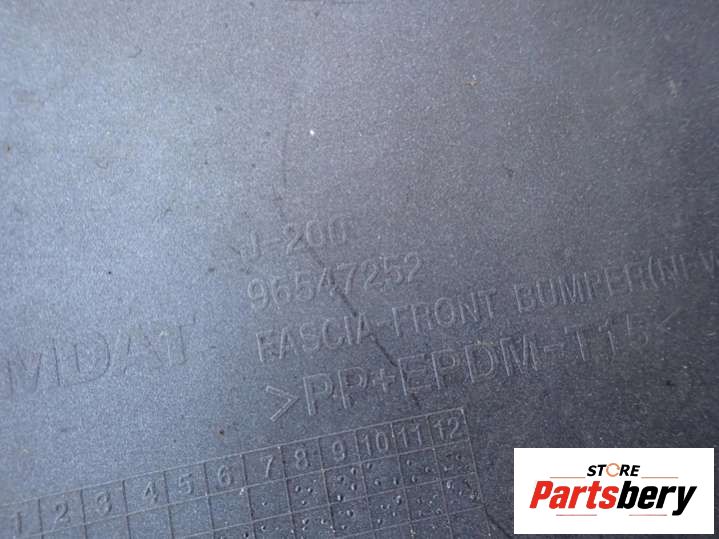 J-200
96547252
FASCIA-FRONT BUMPER(NEW
>PP+EPDM-T15<
MDAT
1 2 3 4 5 6 7 8 9 10 11 12
STORE
Partsbery